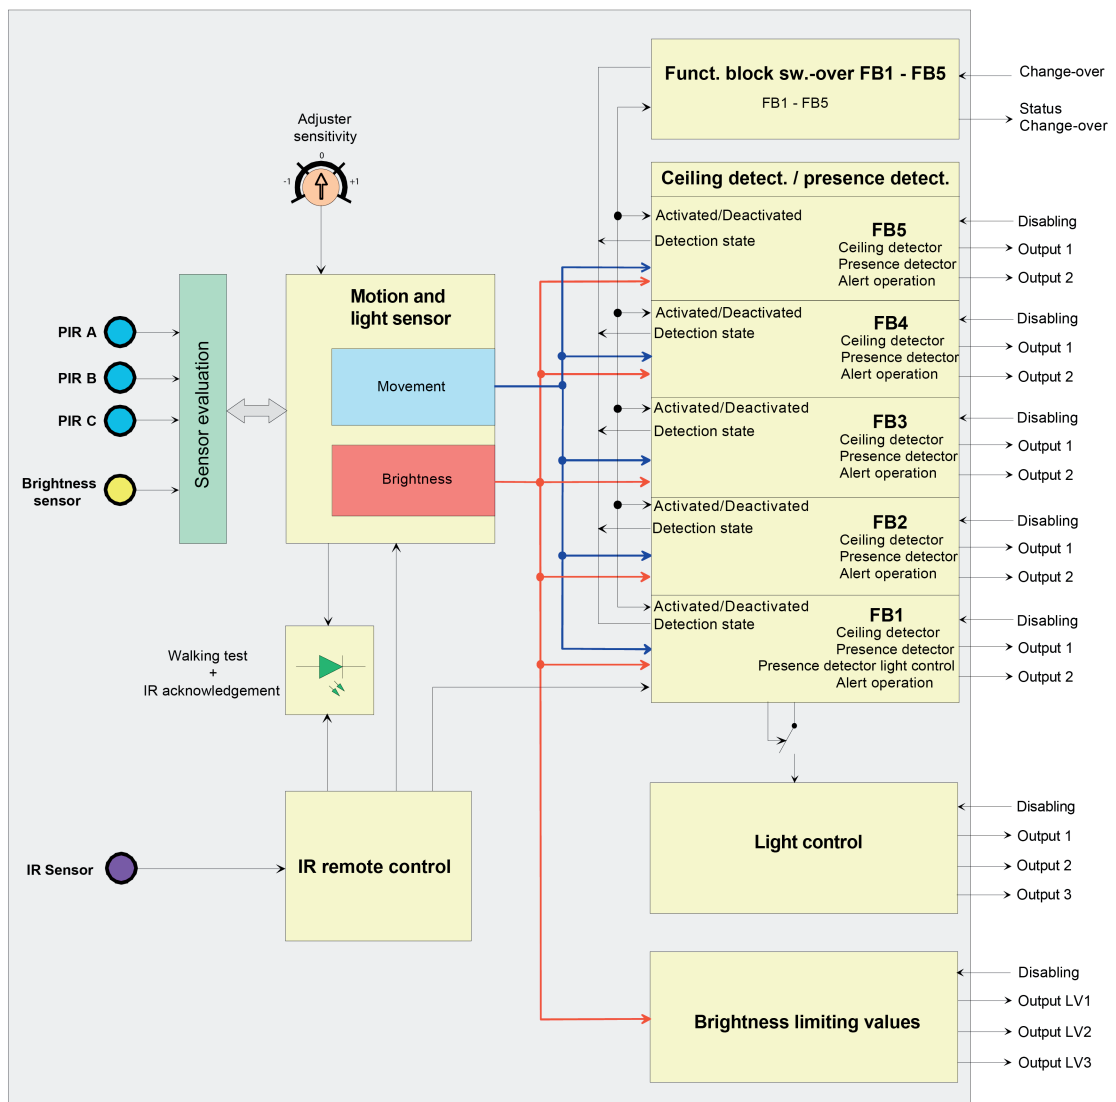 Funct. block sw.-over FB1 - FB5
FB1 - FB5
Change-over
Status
Change-over
Adjuster
sensitivity
0
-1
+1
Ceiling detect. / presence detect.
Activated/Deactivated
Detection state
FB5
Ceiling detector
Presence detector
Alert operation
Disabling
Output 1
Output 2
Activated/Deactivated
Detection state
FB4
Ceiling detector
Presence detector
Alert operation
Disabling
Output 1
Output 2
Activated/Deactivated
Detection state
FB3
Ceiling detector
Presence detector
Alert operation
Disabling
Output 1
Output 2
Activated/Deactivated
Detection state
FB2
Ceiling detector
Presence detector
Alert operation
Disabling
Output 1
Output 2
Activated/Deactivated
Detection state
FB1
Ceiling detector
Presence detector
Presence detector light control
Alert operation
Disabling
Output 1
Output 2
PIR A
PIR B
PIR C
Brightness
sensor
Sensor evaluation
Motion and
light sensor
Movement
Brightness
Walking test
+
IR acknowledgement
IR Sensor
IR remote control
Light control
Disabling
Output 1
Output 2
Output 3
Brightness limiting values
Disabling
Output LV1
Output LV2
Output LV3